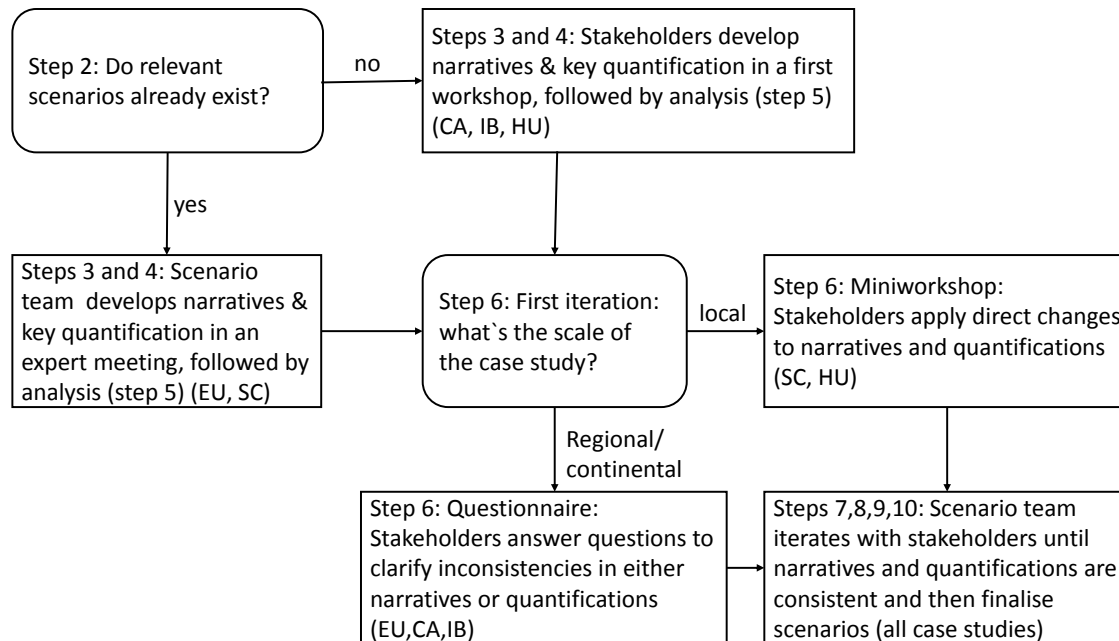 Step 2: Do relevant
scenarios already exist?
no
Steps 3 and 4: Stakeholders develop
narratives & key quantification in a first
workshop, followed by analysis (step 5)
(CA, IB, HU)
yes
Steps 3 and 4: Scenario
team  develops narratives &
key quantification in an
expert meeting, followed by
analysis (step 5) (EU, SC)
Step 6: First iteration:
what`s the scale of
the case study?
local
Step 6: Miniworkshop:
Stakeholders apply direct changes
to narratives and quantifications
(SC, HU)
Regional/
continental
Step 6: Questionnaire:
Stakeholders answer questions to
clarify inconsistencies in either
narratives or quantifications
(EU,CA,IB)
Steps 7,8,9,10: Scenario team
iterates with stakeholders until
narratives and quantifications are
consistent and then finalise
scenarios (all case studies)